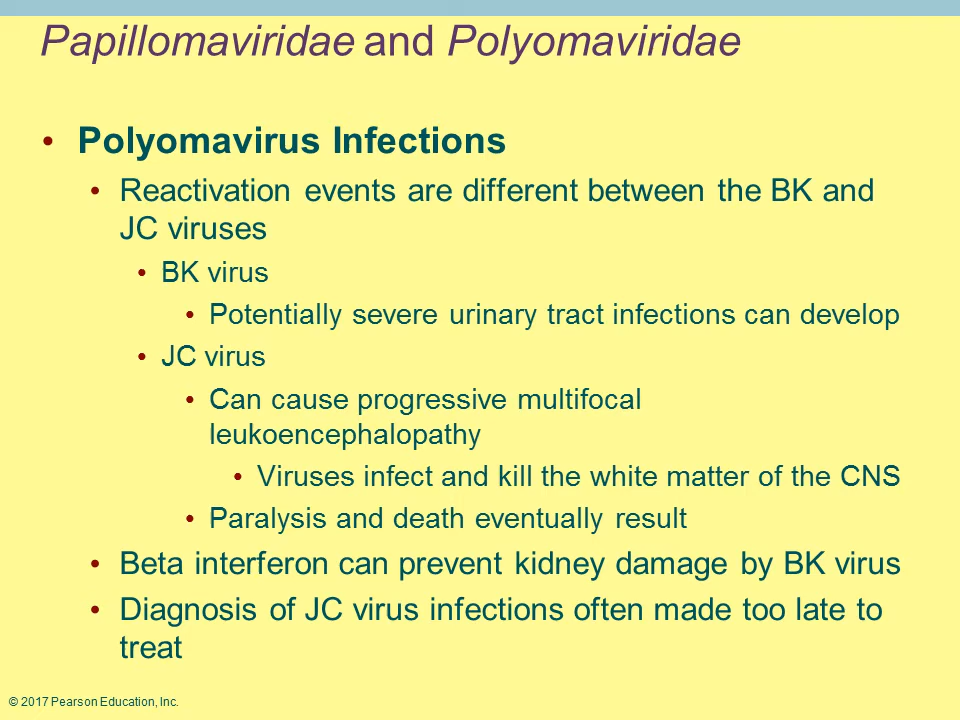 Papillomaviridae and Polyomaviridae
• Polyomavirus Infections
• Reactivation events are different between the BK and
JC viruses
• BK virus
• Potentially severe urinary tract infections can develop
• JC virus
• Can cause progressive multifocal
leukoencephalopathy
• Viruses infect and kill the white matter of the CNS
• Paralysis and death eventually result
• Beta interferon can prevent kidney damage by BK virus
• Diagnosis of JC virus infections often made too late to
treat
© 2017 Pearson Education, Inc.